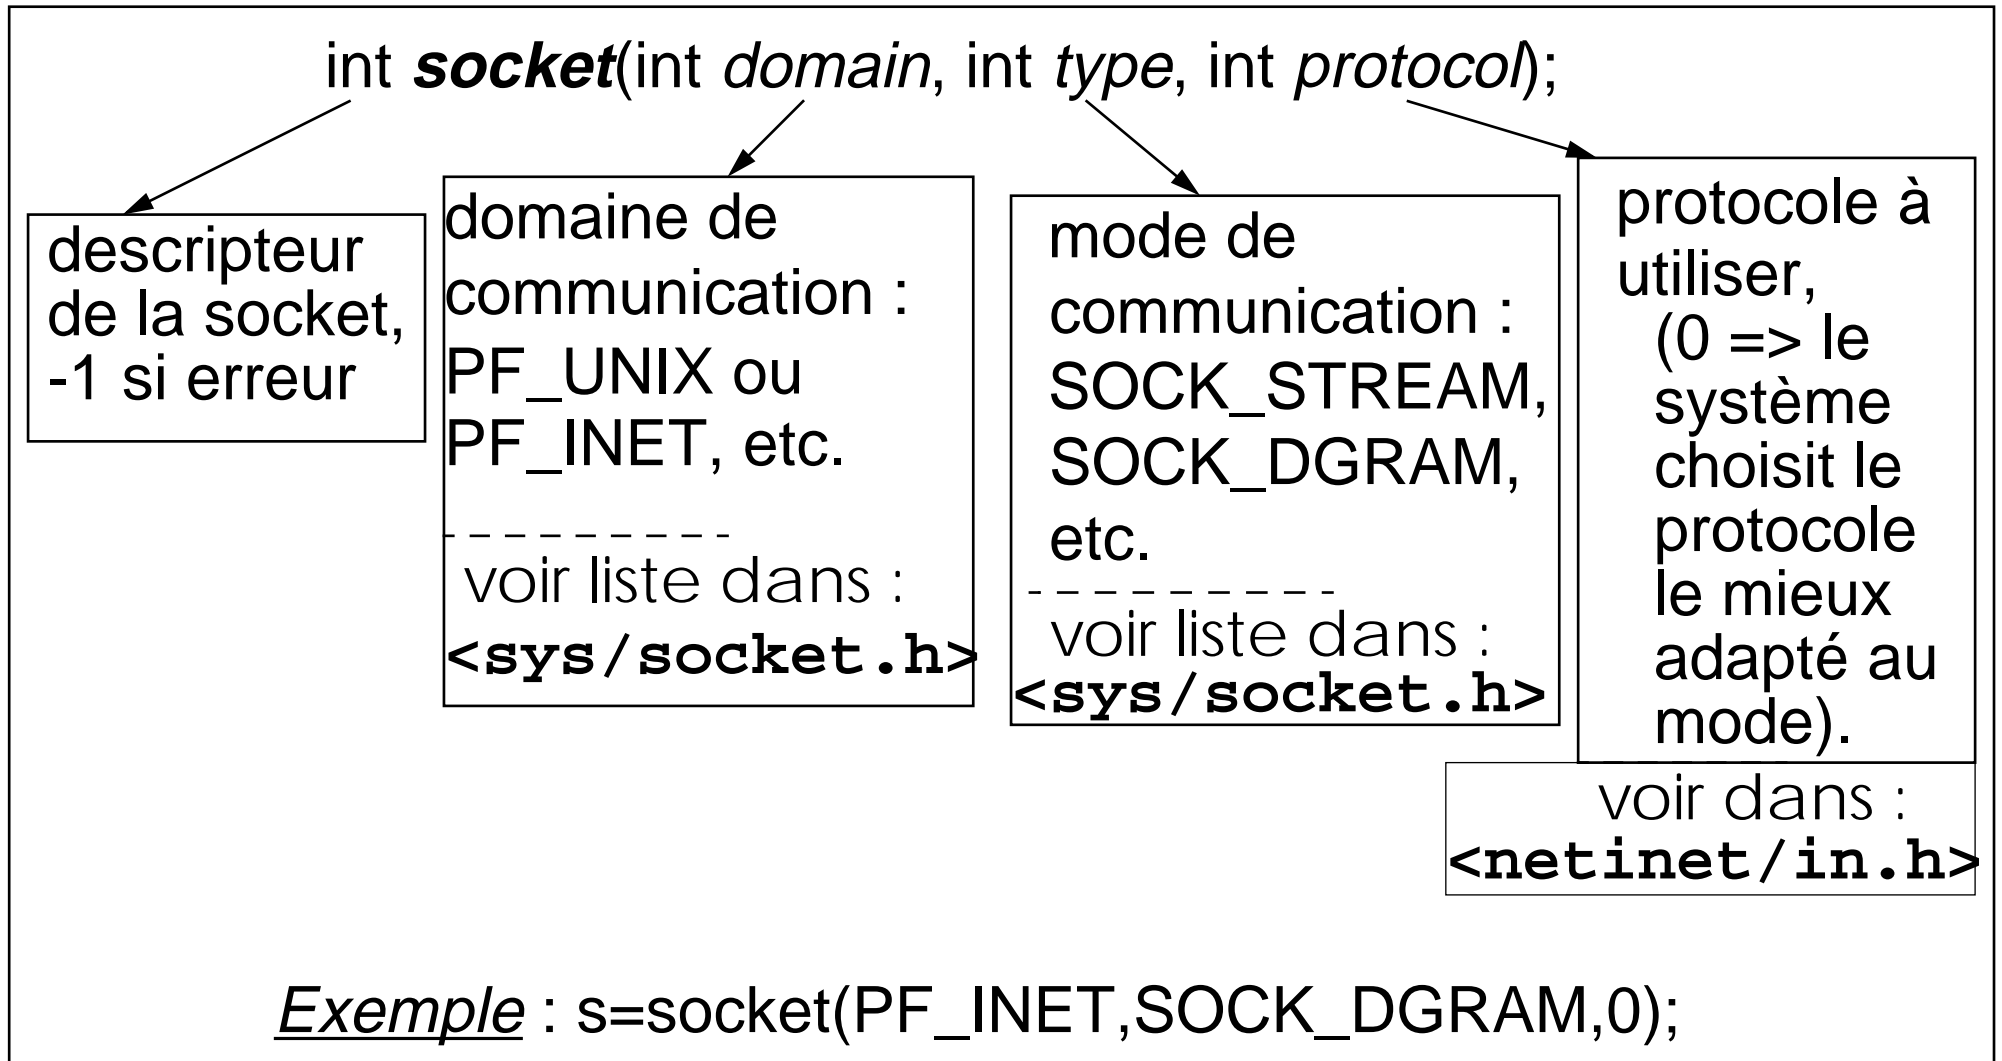 int socket(int domain, int type, int protocol);
descripteur
de la socket,
-1 si erreur
domaine de
communication :
PF_UNIX ou
PF_INET, etc.
voir liste dans :
<sys/socket.h>
mode de
communication :
SOCK_STREAM,
SOCK_DGRAM,
etc.
voir liste dans :
<sys/socket.h>
protocole à
utiliser,
(0 => le
système
choisit le
protocole
le mieux
adapté au
mode).
voir dans :
<netinet/in.h>
Exemple : s=socket(PF_INET,SOCK_DGRAM,0);